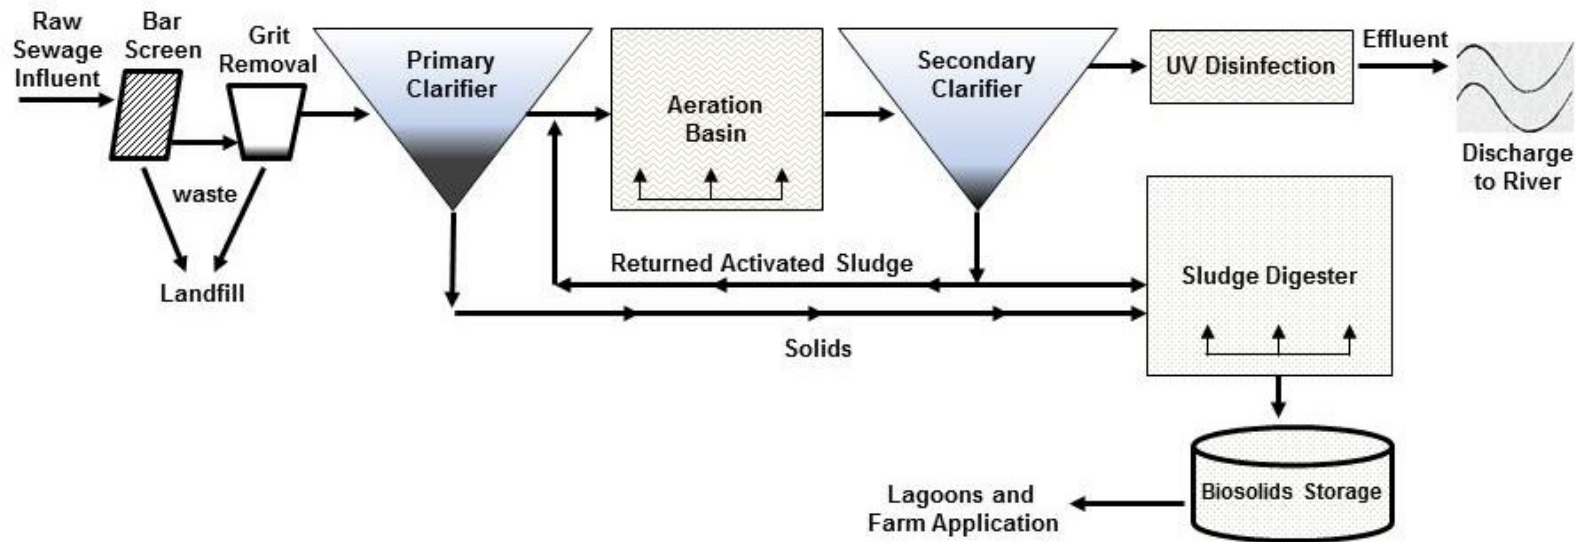 Raw
Sewage
Influent
Bar
Screen
Grit
Removal
Primary
Clarifier
Aeration
Basin
Secondary
Clarifier
UV Disinfection
Effluent
Discharge
to River
waste
Landfill
Returned Activated Sludge
Solids
Sludge Digester
Biosolids Storage
Lagoons and
Farm Application